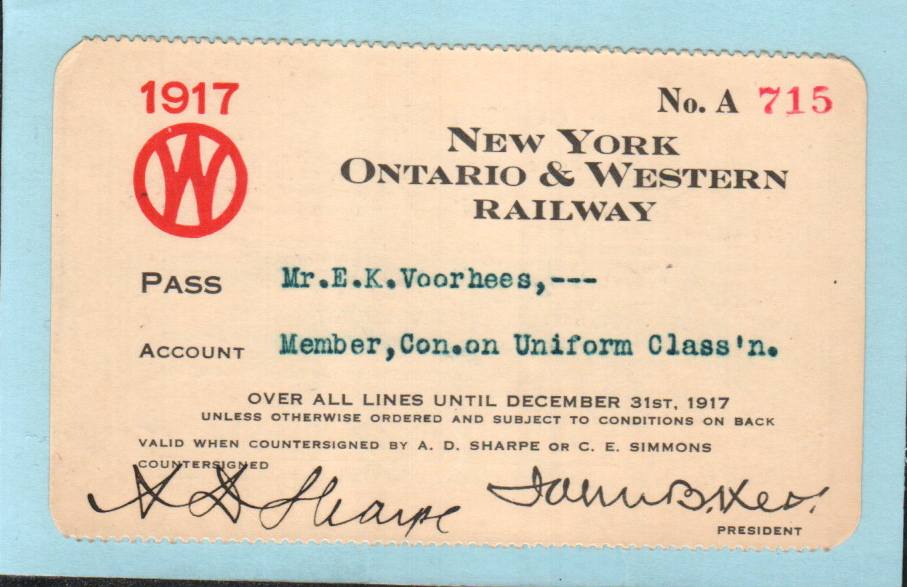 1917
No. A 715
W
NEW YORK
ONTARIO & WESTERN
RAILWAY
PASS Mr.E.K.Voorhees,---
ACCOUNT Member,Con.on Uniform Class'n.
OVER ALL LINES UNTIL DECEMBER 31ST, 1917
UNLESS OTHERWISE ORDERED AND SUBJECT TO CONDITIONS ON BACK
VALID WHEN COUNTERSIGNED BY A. D. SHARPE OR C. E. SIMMONS
COUNTERSIGNED
A D Sharpe John B. Kerr
PRESIDENT